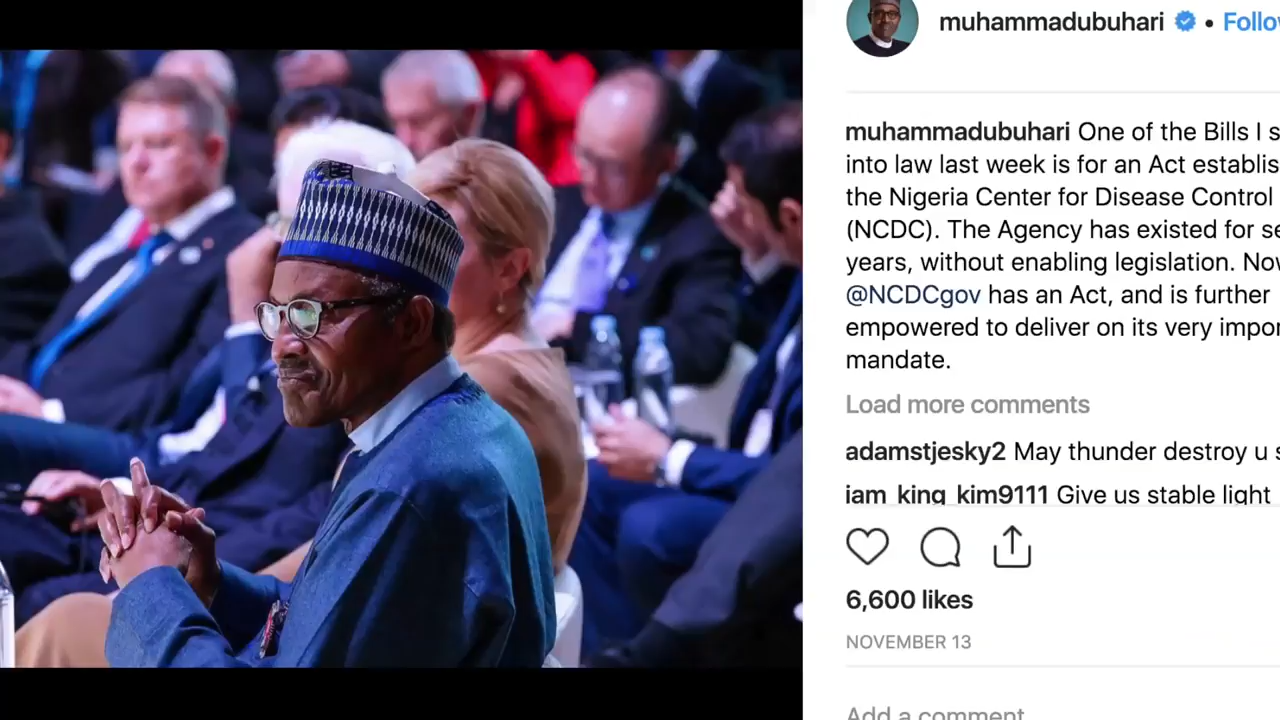 muhammadubuhari • Follo
muhammadubuhari One of the Bills I s
into law last week is for an Act establis
the Nigeria Center for Disease Control
(NCDC). The Agency has existed for se
years, without enabling legislation. Nov
@NCDCgov has an Act, and is further
empowered to deliver on its very impor
mandate.
Load more comments
adamstjesky2 May thunder destroy u s
iam_king_kim9111 Give us stable light
6,600 likes
NOVEMBER 13
Add a comment